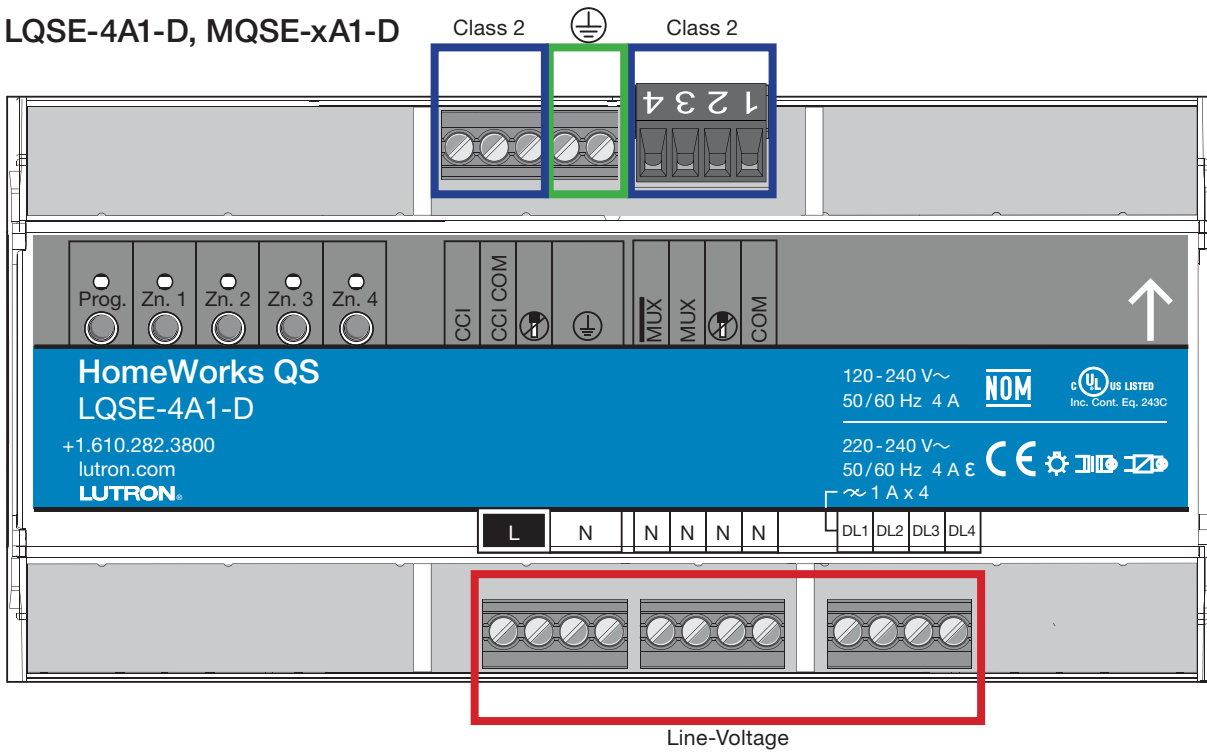 LQSE-4A1-D, MQSE-xA1-D
Class 2
Class 2
4 3 2 1
Prog.
Zn. 1
Zn. 2
Zn. 3
Zn. 4
CCI
CCI COM
MUX
MUX
COM
HomeWorks QS
LQSE-4A1-D
+1.610.282.3800
lutron.com
LUTRON®
120-240 V~
50/60 Hz 4 A
NOM
C UL US LISTED
Inc. Cont. Eq. 243C
220-240 V~
50/60 Hz 4 A ε
CE
1 A x 4
L
N
N
N
N
N
DL1
DL2
DL3
DL4
Line-Voltage